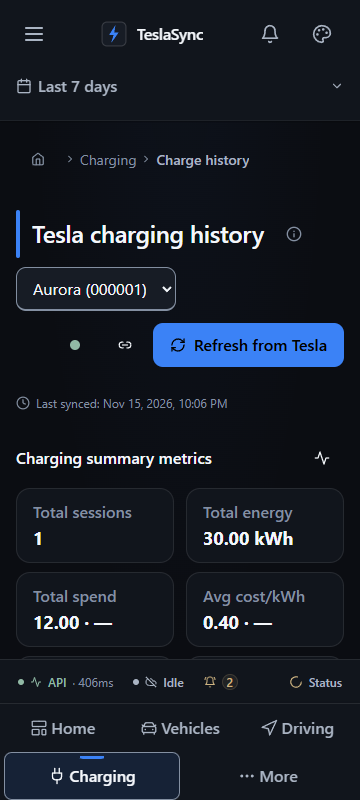 TeslaSync
Last 7 days
Charging
Charge history
Tesla charging history
Aurora (000001)
Refresh from Tesla
Last synced: Nov 15, 2026, 10:06 PM
Charging summary metrics
Total sessions
1
Total energy
30.00 kWh
Total spend
12.00 · —
Avg cost/kWh
0.40 · —
API · 406ms
Idle
2
Status
Home
Vehicles
Driving
Charging
More